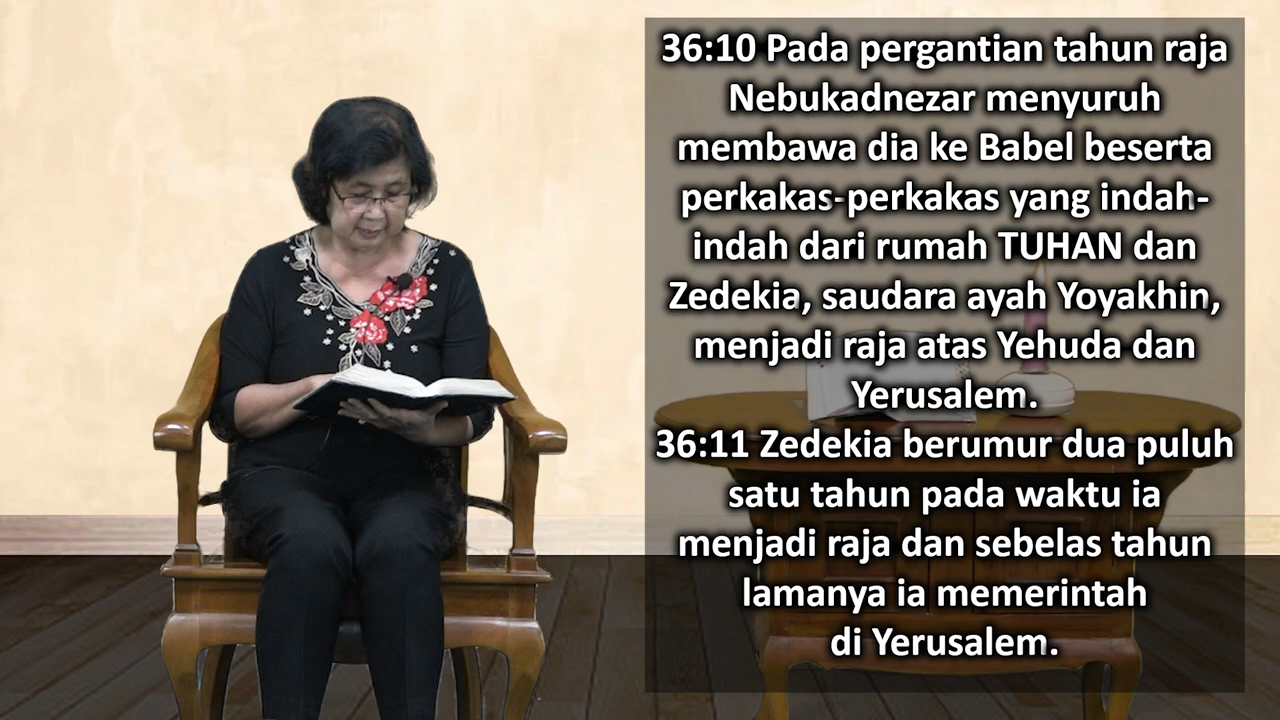 36:10 Pada pergantian tahun raja
Nebukadnezar menyuruh
membawa dia ke Babel beserta
perkakas-perkakas yang indah-
indah dari rumah TUHAN dan
Zedekia, saudara ayah Yoyakhin,
menjadi raja atas Yehuda dan
Yerusalem.
36:11 Zedekia berumur dua puluh
satu tahun pada waktu ia
menjadi raja dan sebelas tahun
lamanya ia memerintah
di Yerusalem.